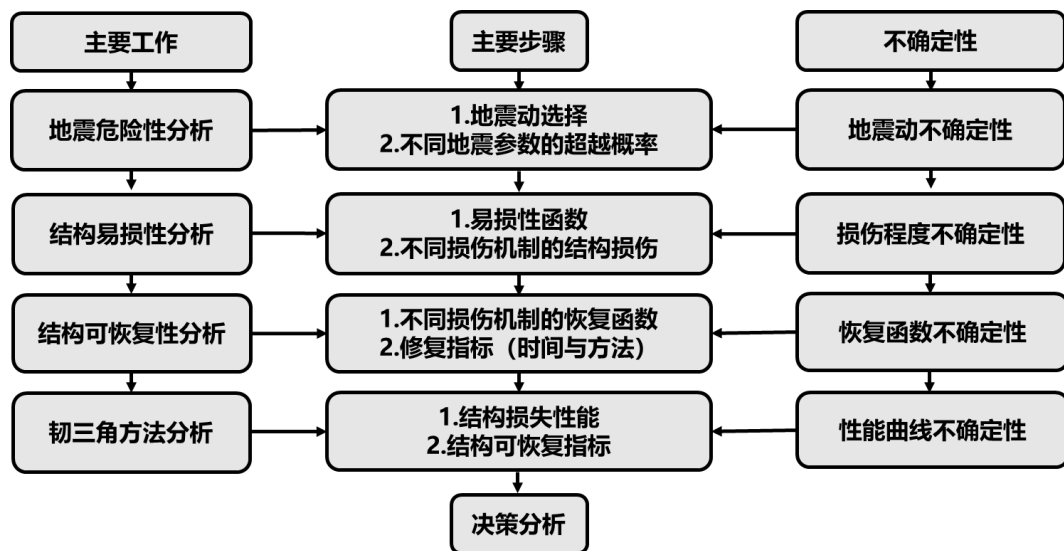 主要工作
主要步骤
不确定性
地震危险性分析
1.地震动选择
2.不同地震参数的超越概率
地震动不确定性
结构易损性分析
1.易损性函数
2.不同损伤机制的结构损伤
损伤程度不确定性
结构可恢复性分析
1.不同损伤机制的恢复函数
2.修复指标（时间与方法）
恢复函数不确定性
韧三角方法分析
1.结构损失性能
2.结构可恢复指标
性能曲线不确定性
决策分析